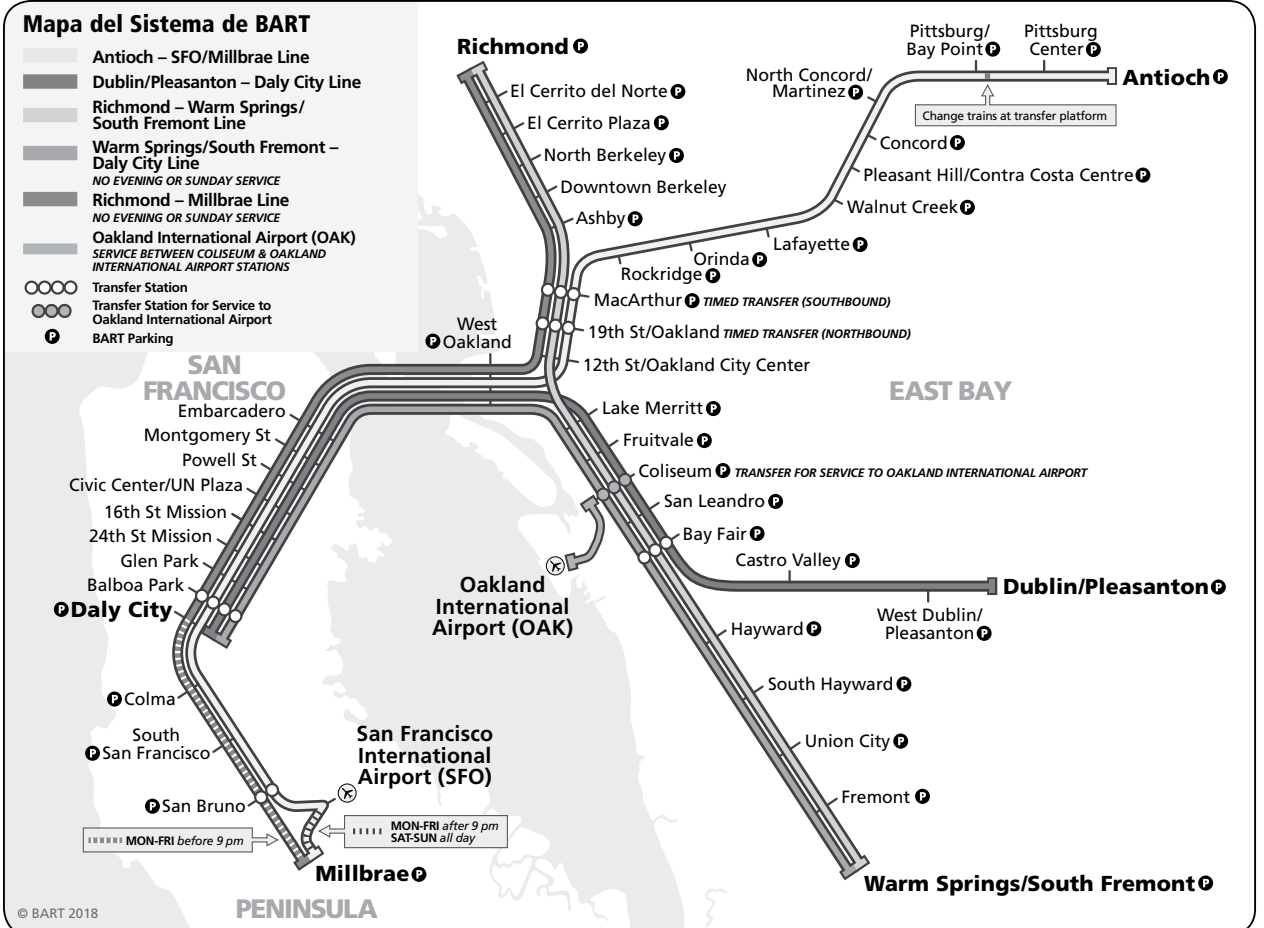 Mapa del Sistema de BART
Antioch – SFO/Millbrae Line
Dublin/Pleasanton – Daly City Line
Richmond – Warm Springs/
South Fremont Line
Warm Springs/South Fremont –
Daly City Line
NO EVENING OR SUNDAY SERVICE
Richmond – Millbrae Line
NO EVENING OR SUNDAY SERVICE
Oakland International Airport (OAK)
SERVICE BETWEEN COLISEUM & OAKLAND
INTERNATIONAL AIRPORT STATIONS
Transfer Station
Transfer Station for Service to
Oakland International Airport
P BART Parking
Richmond P
El Cerrito del Norte P
El Cerrito Plaza P
North Berkeley P
Downtown Berkeley
Ashby P
Pittsburg/
Bay Point P
Pittsburg
Center P
Antioch P
Change trains at transfer platform
North Concord/
Martinez P
Concord P
Pleasant Hill/Contra Costa Centre P
Walnut Creek P
Lafayette P
Orinda P
Rockridge P
MacArthur P TIMED TRANSFER (SOUTHBOUND)
19th St/Oakland TIMED TRANSFER (NORTHBOUND)
12th St/Oakland City Center
West
P Oakland
SAN
FRANCISCO
EAST BAY
Embarcadero
Montgomery St
Powell St
Civic Center/UN Plaza
16th St Mission
24th St Mission
Glen Park
Balboa Park
P Daly City
Lake Merritt P
Fruitvale P
Coliseum P TRANSFER FOR SERVICE TO OAKLAND INTERNATIONAL AIRPORT
San Leandro P
Bay Fair P
Castro Valley P
Dublin/Pleasanton P
West Dublin/
Pleasanton P
Oakland
International
Airport (OAK)
Hayward P
South Hayward P
Union City P
Fremont P
Warm Springs/South Fremont P
P Colma
South
P San Francisco
San Francisco
International
Airport (SFO)
P San Bruno
MON-FRI before 9 pm
MON-FRI after 9 pm
SAT-SUN all day
Millbrae P
PENINSULA
© BART 2018